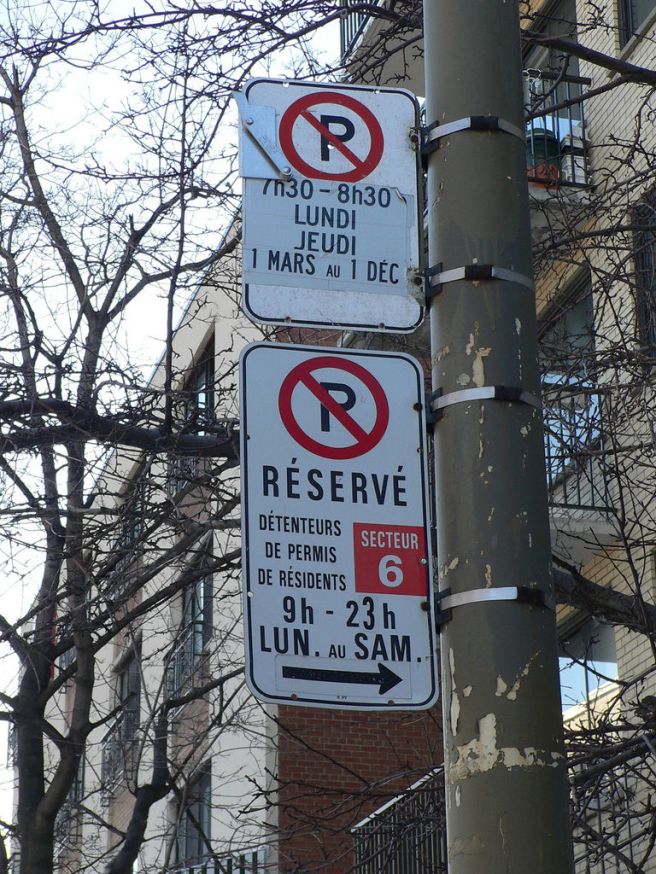 P
7h30 - 8h30
LUNDI
JEUDI
1 MARS AU 1 DÉC
P
RÉSERVÉ
DÉTENTEURS
DE PERMIS
DE RÉSIDENTS
SECTEUR
6
9h - 23h
LUN. AU SAM.